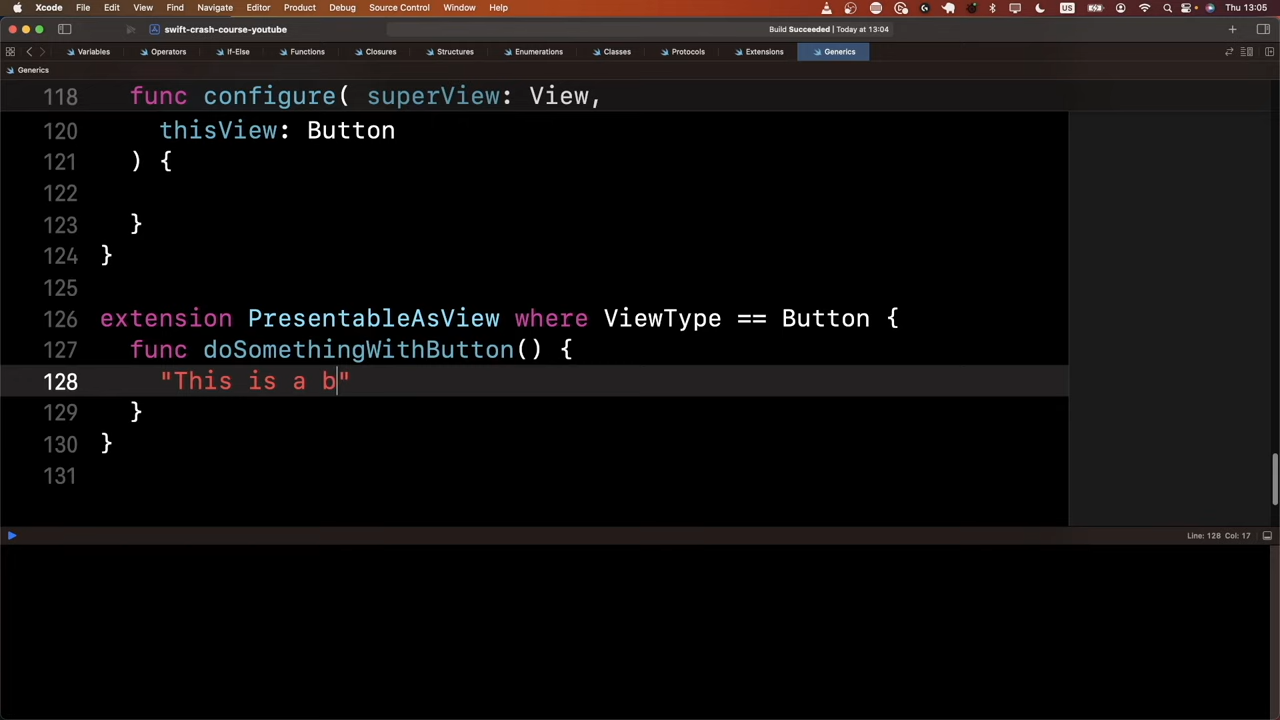 Xcode File Edit View Find Navigate Editor Product Debug Source Control Window Help US Thu 13:05
swift-crash-course-youtube Build Succeeded | Today at 13:04
Variables Operators If-Else Functions Closures Structures Enumerations Classes Protocols Extensions Generics
Generics
118 func configure( superView: View,
120 thisView: Button
121 ) {
122
123 }
124 }
125
126 extension PresentableAsView where ViewType == Button {
127 func doSomethingWithButton() {
128 "This is a b"
129 }
130 }
131
Line: 128 Col: 17